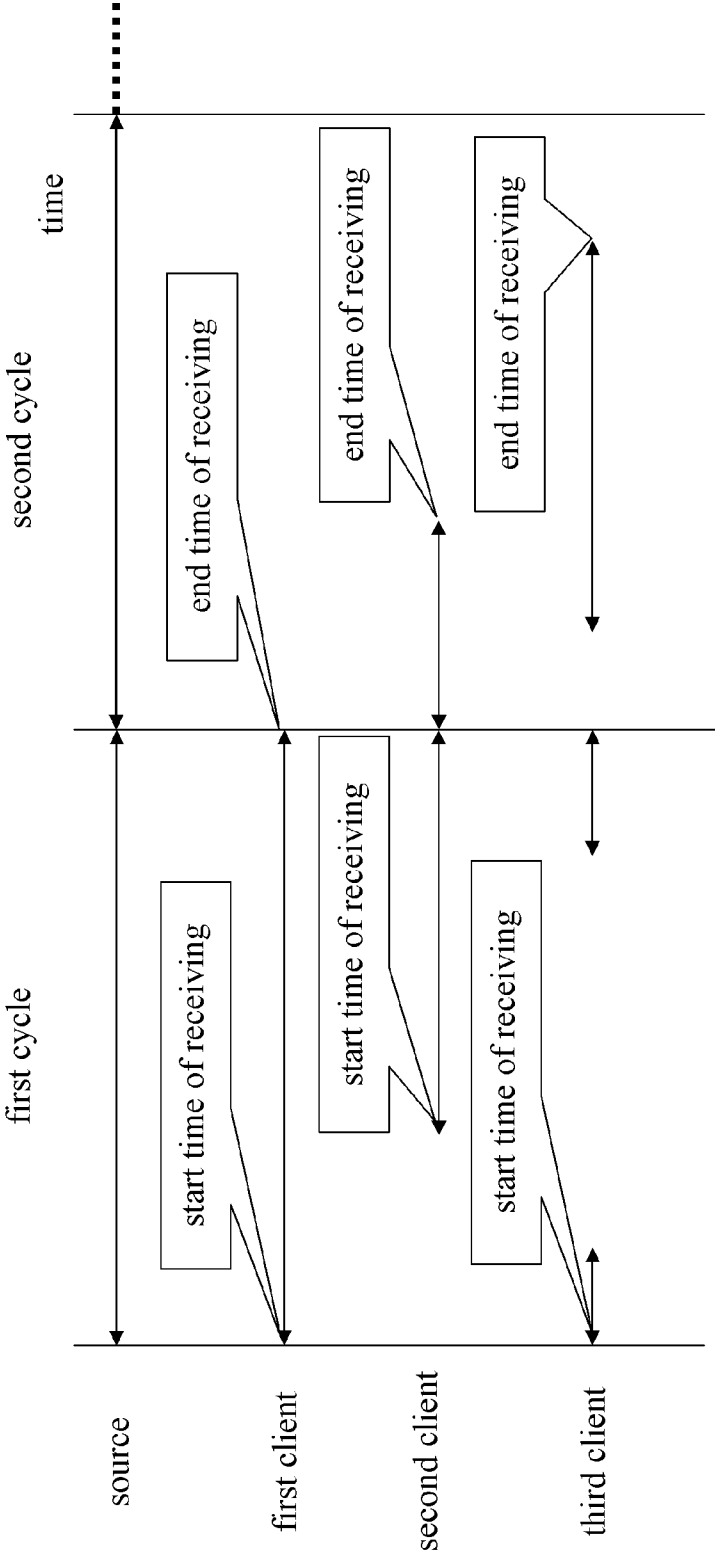 first cycle
second cycle
time
source
first client
start time of receiving
end time of receiving
second client
start time of receiving
end time of receiving
third client
start time of receiving
end time of receiving